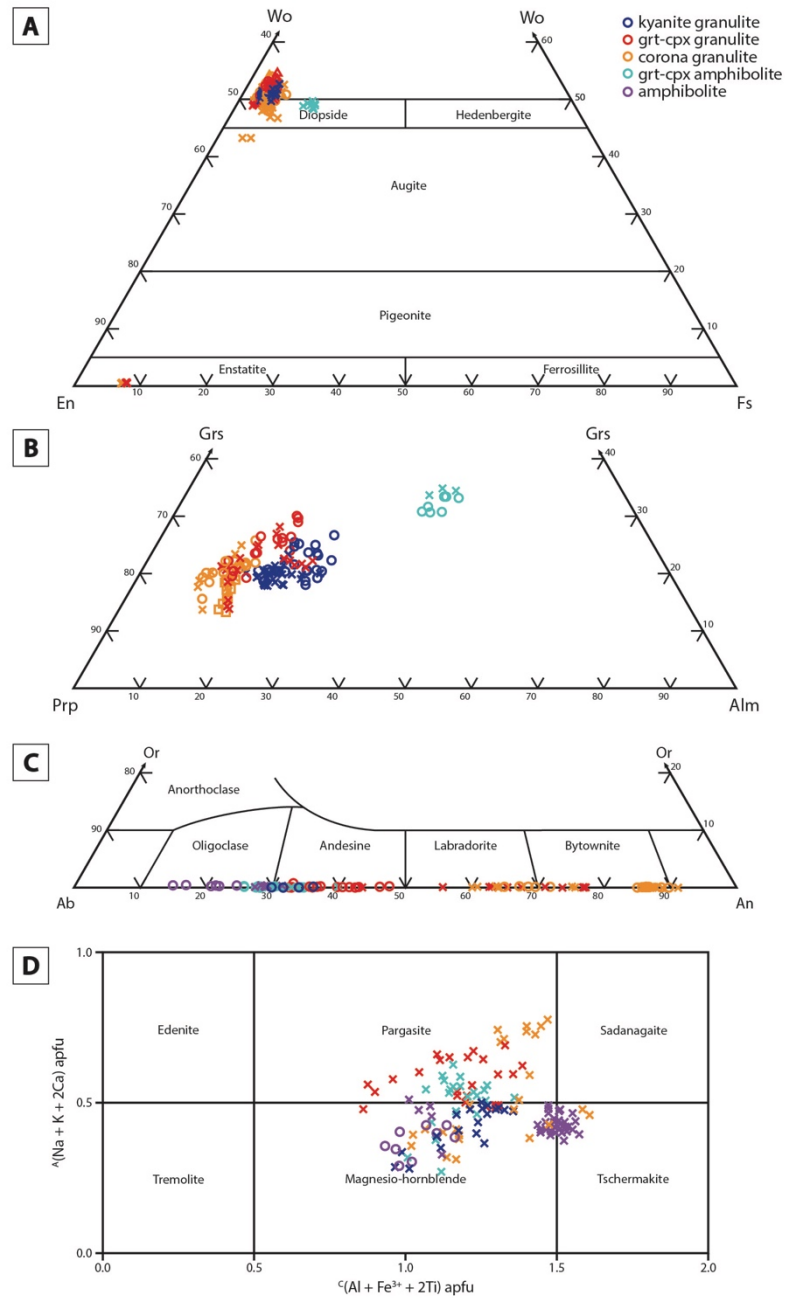 A
Wo
Wo
kyanite granulite
grt-cpx granulite
corona granulite
grt-cpx amphibolite
amphibolite
40
60
50
50
Diopside
Hedenbergite
60
40
Augite
70
30
80
20
Pigeonite
90
10
Enstatite
Ferrosillite
10 20 30 40 50 60 70 80 90
En
Fs
B
Grs
Grs
60
40
70
30
80
20
90
10
10 20 30 40 50 60 70 80 90
Prp
Alm
C
Or
Or
80
20
Anorthoclase
90
10
Oligoclase
Andesine
Labradorite
Bytownite
10 20 30 40 50 60 70 80 90
Ab
An
D
1.0
Edenite
Pargasite
Sadanagaite
ᴬ(Na + K + 2Ca) apfu
0.5
Tremolite
Magnesio-hornblende
Tschermakite
0.0
0.0 0.5 1.0 1.5 2.0
ᶜ(Al + Fe³⁺ + 2Ti) apfu